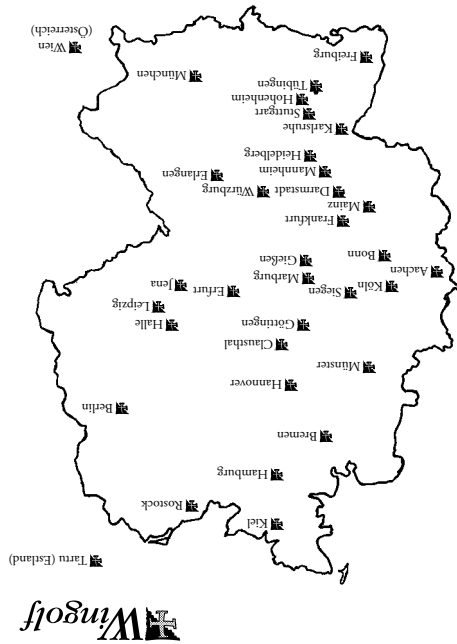 Wingolf
Tartu (Estland)
Kiel
Rostock
Hamburg
Bremen
Berlin
Hannover
Münster
Clausthal
Göttingen
Halle
Leipzig
Siegen
Köln
Erfurt
Jena
Marburg
Aachen
Gießen
Bonn
Frankfurt
Mainz
Darmstadt
Würzburg
Erlangen
Mannheim
Heidelberg
Karlsruhe
Stuttgart
Hohenheim
Tübingen
München
Freiburg
Wien
(Österreich)